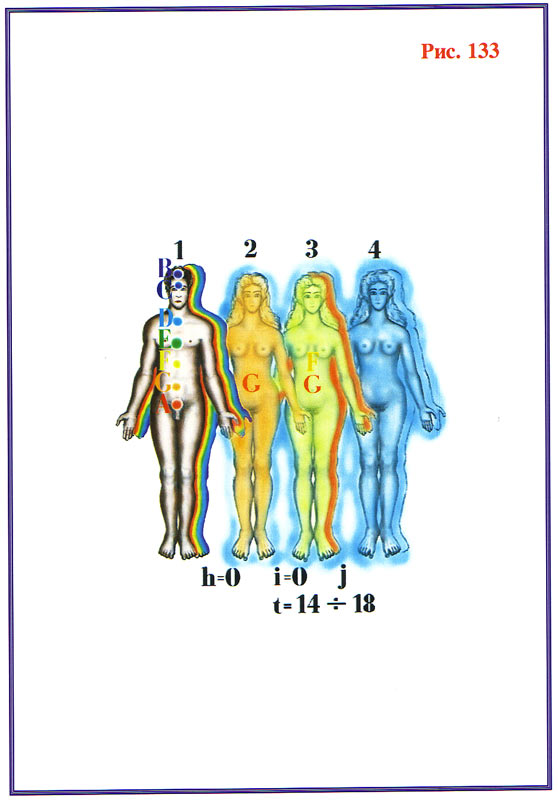 Рис. 133
1 2 3 4
B
C
D
E
F
G
A
G
F
G
h=0 i=0 j
t=14 ÷ 18